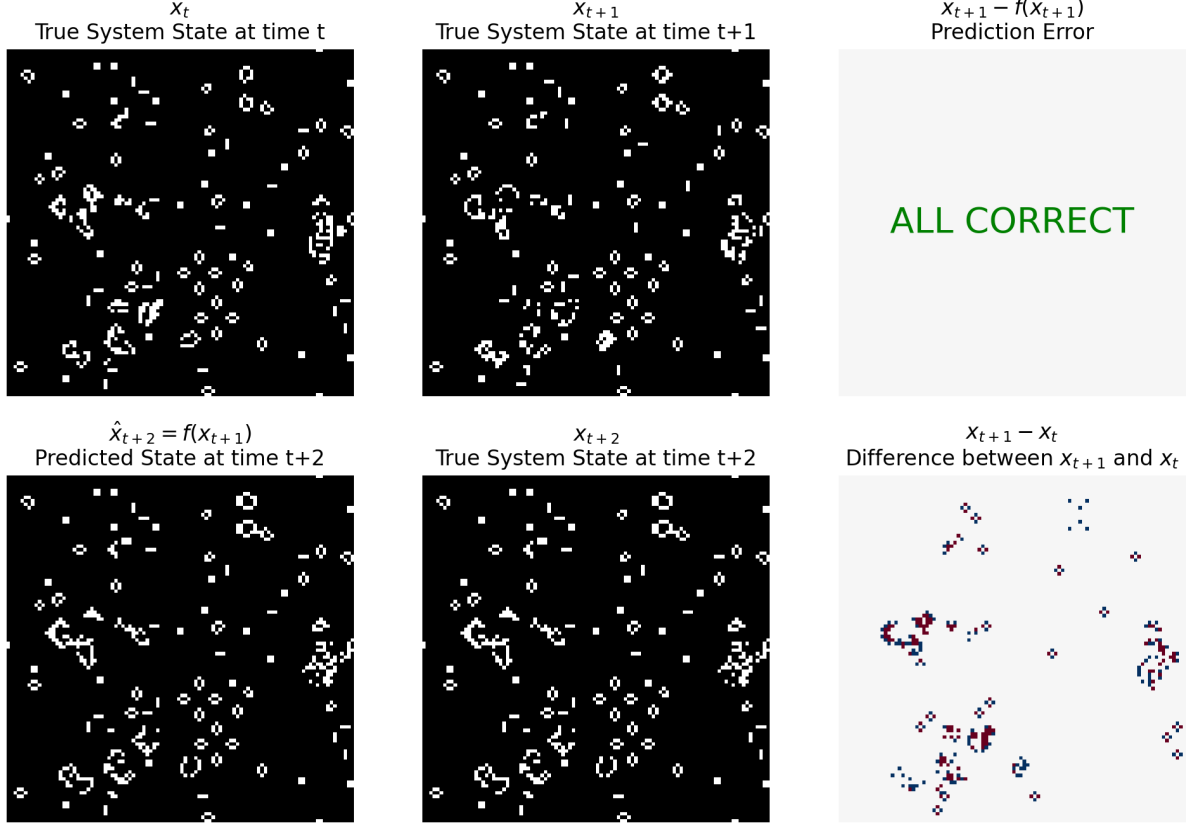 x_t
True System State at time t
x_{t+1}
True System State at time t+1
x_{t+1} − f(x_{t+1})
Prediction Error
ALL CORRECT
x̂_{t+2} = f(x_{t+1})
Predicted State at time t+2
x_{t+2}
True System State at time t+2
x_{t+1} − x_t
Difference between x_{t+1} and x_t